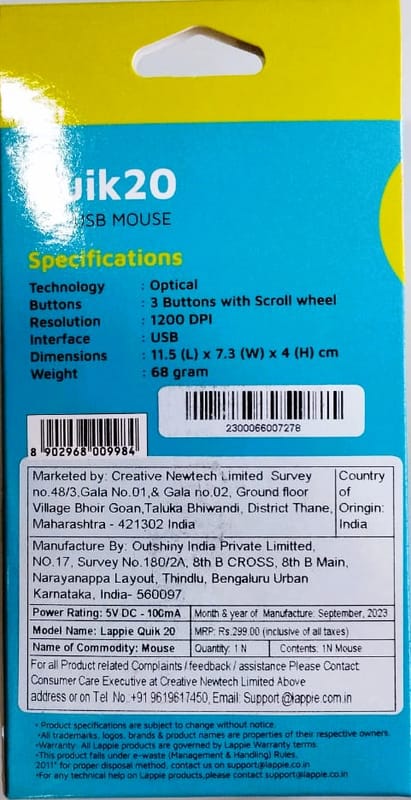 uik20
USB MOUSE
Specifications
Technology : Optical
Buttons : 3 Buttons with Scroll wheel
Resolution : 1200 DPI
Interface : USB
Dimensions : 11.5 (L) x 7.3 (W) x 4 (H) cm
Weight : 68 gram
2300066007278
8 902968 009984
Marketed by: Creative Newtech Limited Survey
no.48/3,Gala No.01,& Gala no.02, Ground floor
Village Bhoir Goan,Taluka Bhiwandi, District Thane,
Maharashtra - 421302 India
Country
of
Oringin:
India
Manufacture By: Outshiny India Private Limitted,
NO.17, Survey No.180/2A, 8th B CROSS, 8th B Main,
Narayanappa Layout, Thindlu, Bengaluru Urban
Karnataka, India- 560097.
Power Rating: 5V DC - 100mA Month & year of Manufacture: September, 2023
Model Name: Lappie Quik 20 MRP: Rs.299.00 (inclusive of all taxes)
Name of Commodity: Mouse Quantity: 1 N Contents: 1N Mouse
For all Product related Complaints / feedback / assistance Please Contact:
Consumer Care Executive at Creative Newtech Limited Above
address or on Tel No.+91 9619617450, Email: Support @lappie.com.in
• Product specifications are subject to change without notice.
•All trademarks, logos, brands & product names are properties of their respective owners.
•Warranty: All Lappie products are governed by Lappie Warranty terms.
•This product falls under e-waste (Management & Handling) Rules,
2011" for proper disposal method, contact us on support@lappie.co.in
•For any technical help on Lappie products,please contact support@lappie.co.in